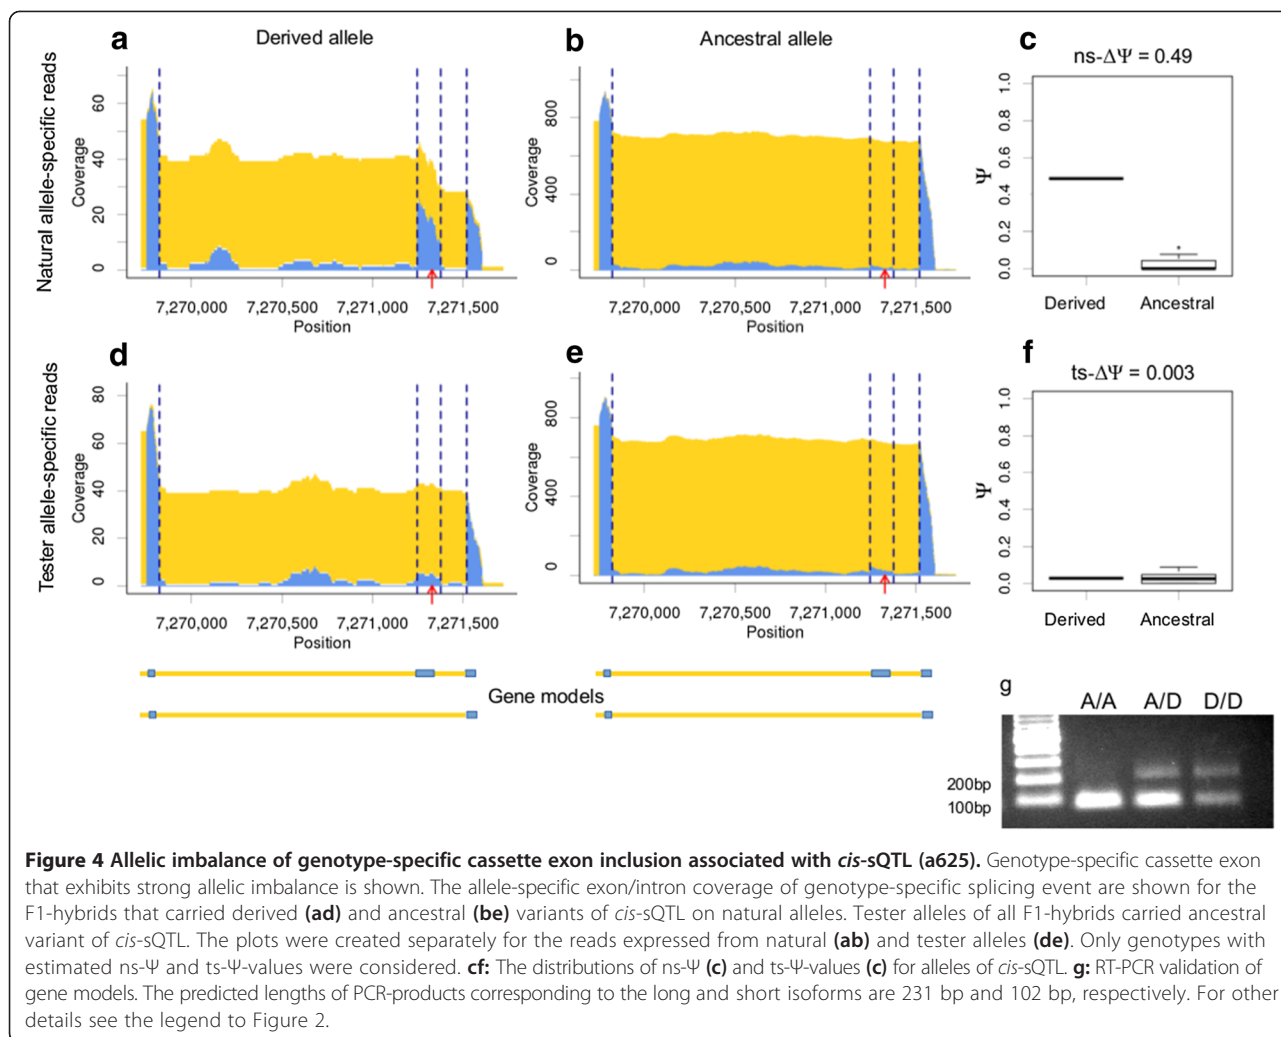 a
Derived allele
b
Ancestral allele
c
ns-ΔΨ = 0.49
Natural allele-specific reads
Coverage
0 20 40 60
7,270,000 7,270,500 7,271,000 7,271,500
Position
Coverage
0 400 800
7,270,000 7,270,500 7,271,000 7,271,500
Position
Ψ
0.0 0.2 0.4 0.6 0.8 1.0
Derived Ancestral
d
e
f
ts-ΔΨ = 0.003
Tester allele-specific reads
Coverage
0 20 40 60 80
7,270,000 7,270,500 7,271,000 7,271,500
Position
Coverage
0 400 800
7,270,000 7,270,500 7,271,000 7,271,500
Position
Ψ
0.0 0.2 0.4 0.6 0.8 1.0
Derived Ancestral
Gene models
g
A/A A/D D/D
200bp
100bp
Figure 4 Allelic imbalance of genotype-specific cassette exon inclusion associated with cis-sQTL (a625). Genotype-specific cassette exon
that exhibits strong allelic imbalance is shown. The allele-specific exon/intron coverage of genotype-specific splicing event are shown for the
F1-hybrids that carried derived (ad) and ancestral (be) variants of cis-sQTL on natural alleles. Tester alleles of all F1-hybrids carried ancestral
variant of cis-sQTL. The plots were created separately for the reads expressed from natural (ab) and tester alleles (de). Only genotypes with
estimated ns-Ψ and ts-Ψ-values were considered. cf: The distributions of ns-Ψ (c) and ts-Ψ-values (c) for alleles of cis-sQTL. g: RT-PCR validation of
gene models. The predicted lengths of PCR-products corresponding to the long and short isoforms are 231 bp and 102 bp, respectively. For other
details see the legend to Figure 2.